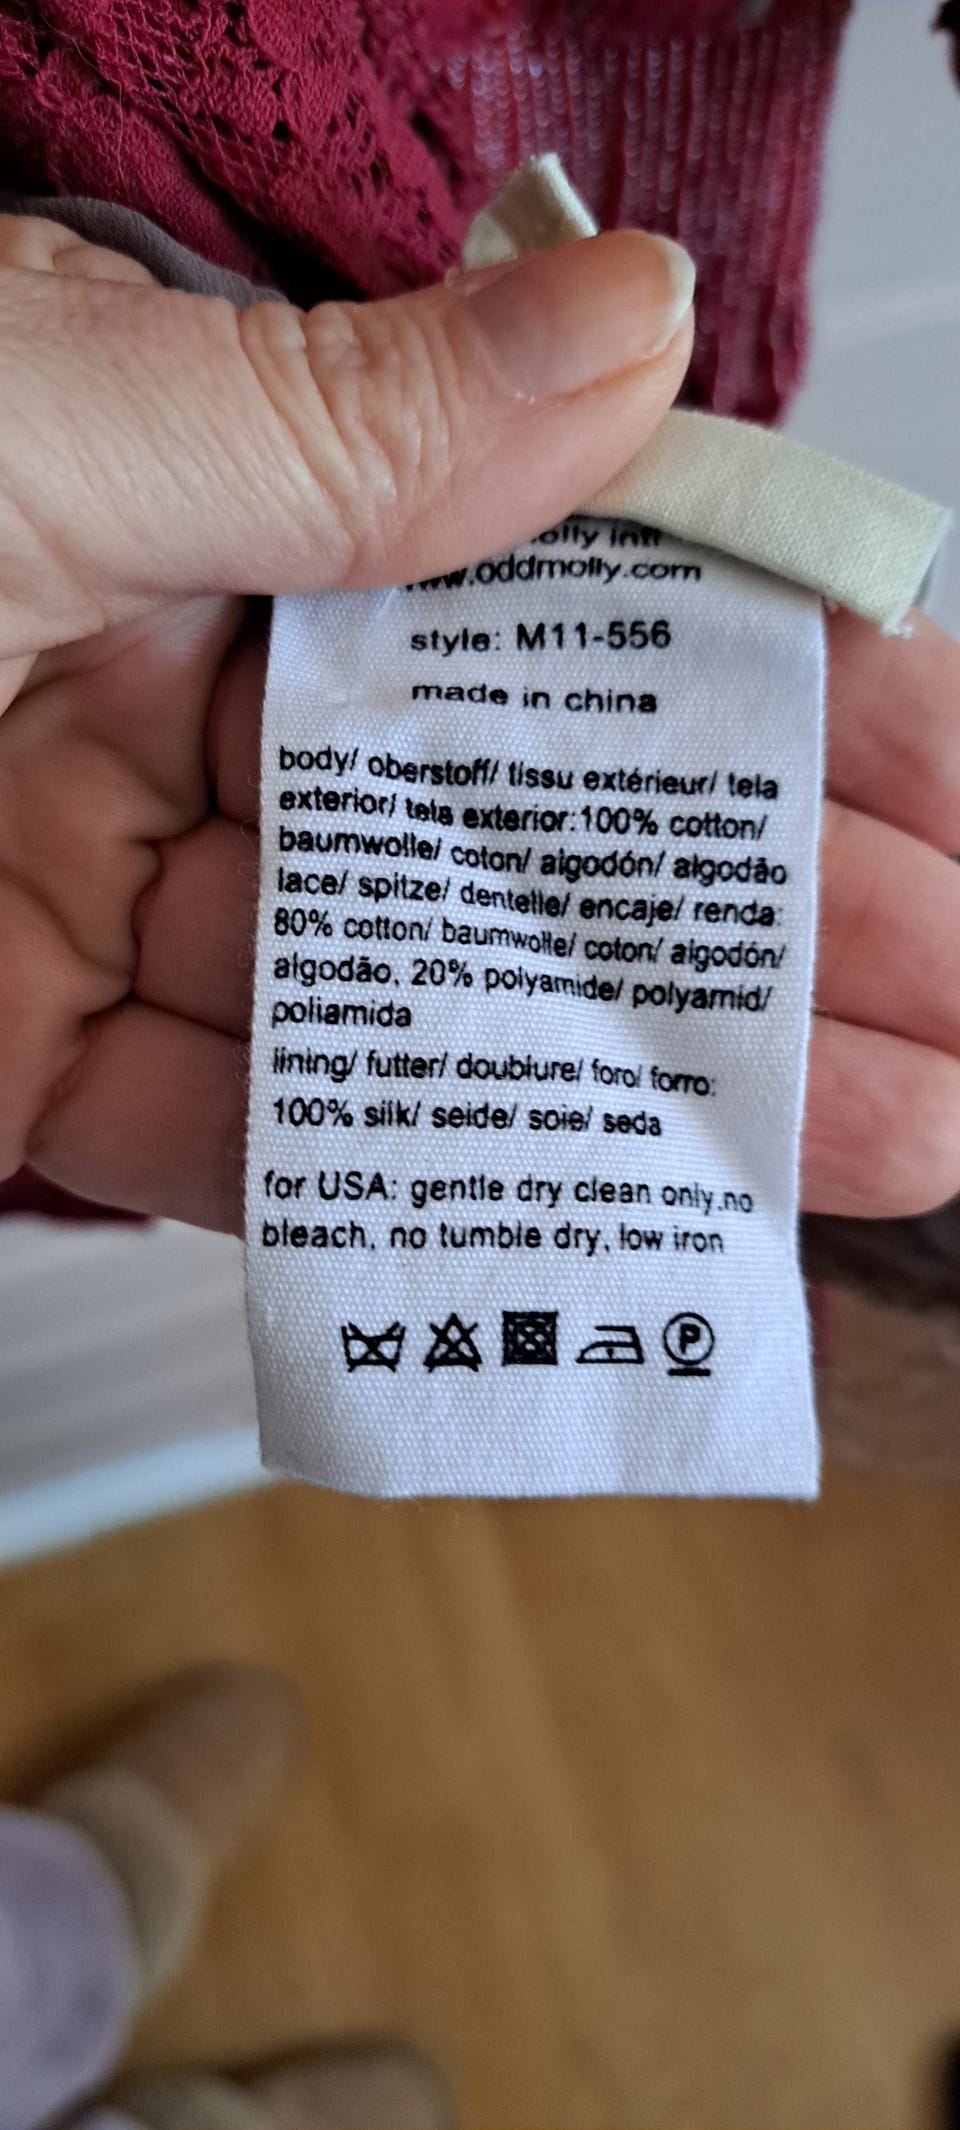 olly intl
www.oddmolly.com
style: M11-556
made in china
body/ oberstoff/ tissu extérieur/ tela
exterior/ tela exterior:100% cotton/
baumwolle/ coton/ algodón/ algodão
lace/ spitze/ dentelle/ encaje/ renda:
80% cotton/ baumwolle/ coton/ algodón/
algodão, 20% polyamide/ polyamid/
poliamida
lining/ futter/ doublure/ foro/ forro:
100% silk/ seide/ soie/ seda
for USA: gentle dry clean only,no
bleach, no tumble dry, low iron
P